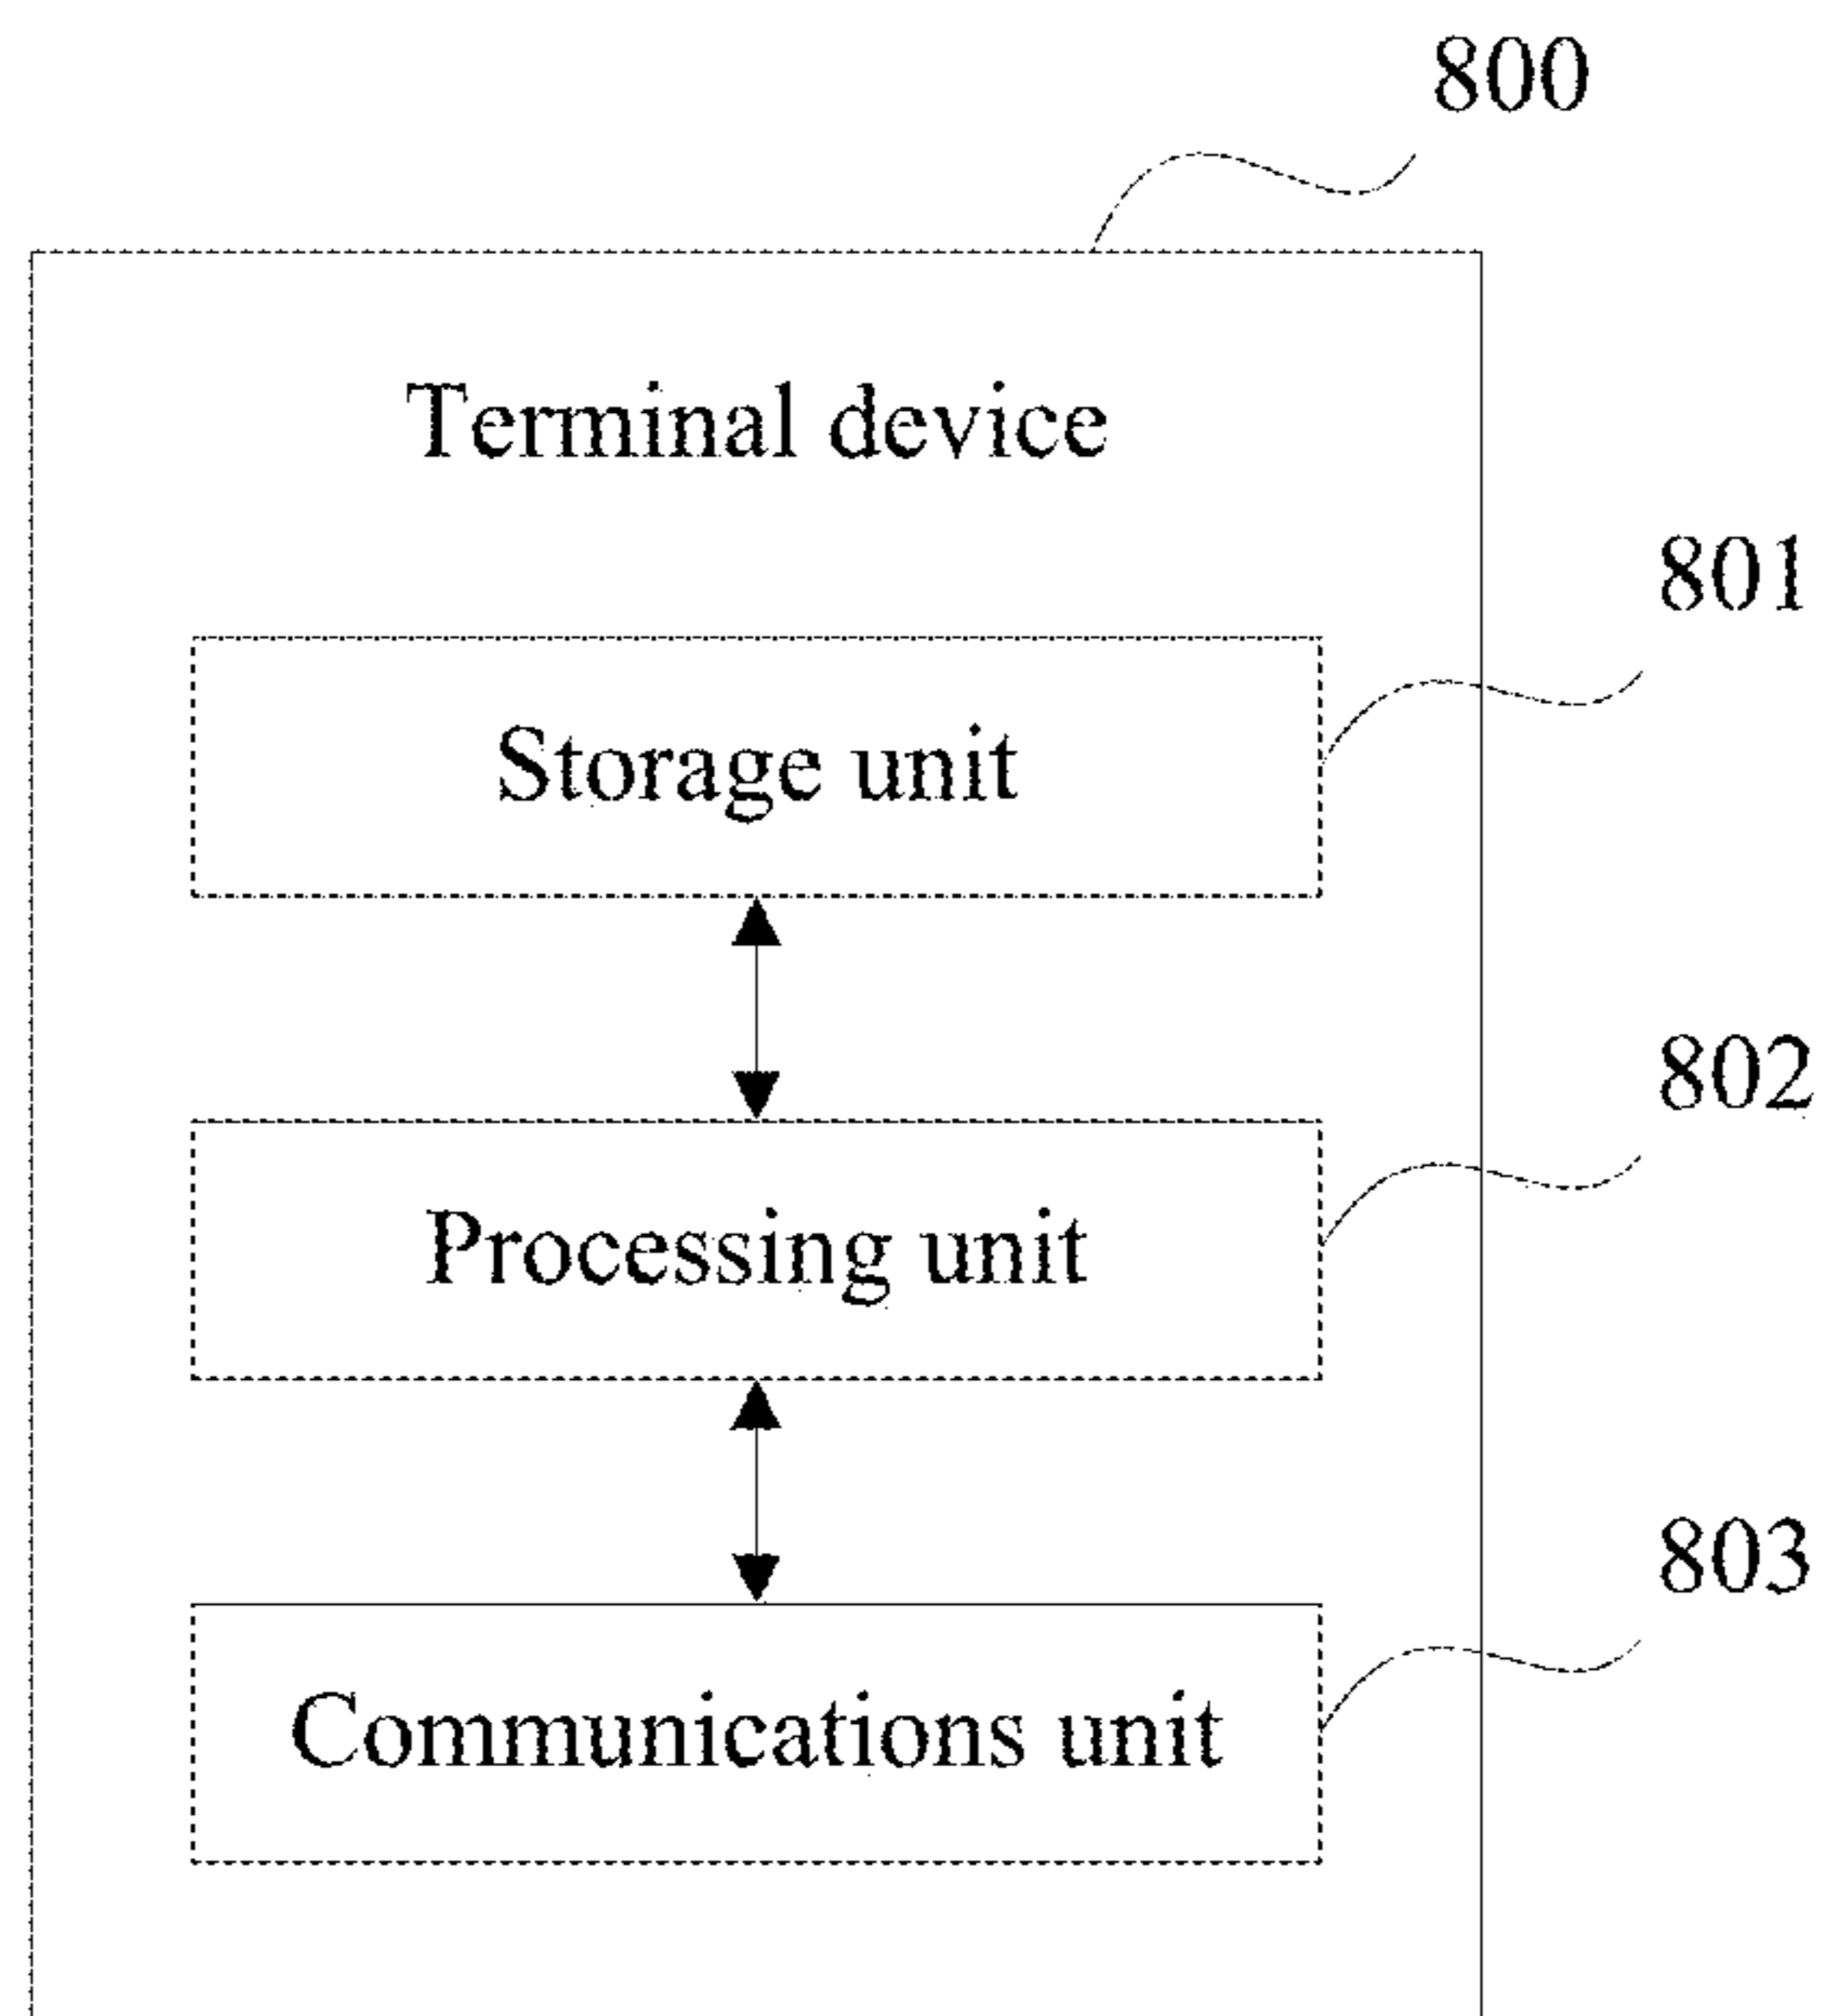 800
Terminal device
801
Storage unit
802
Processing unit
803
Communications unit